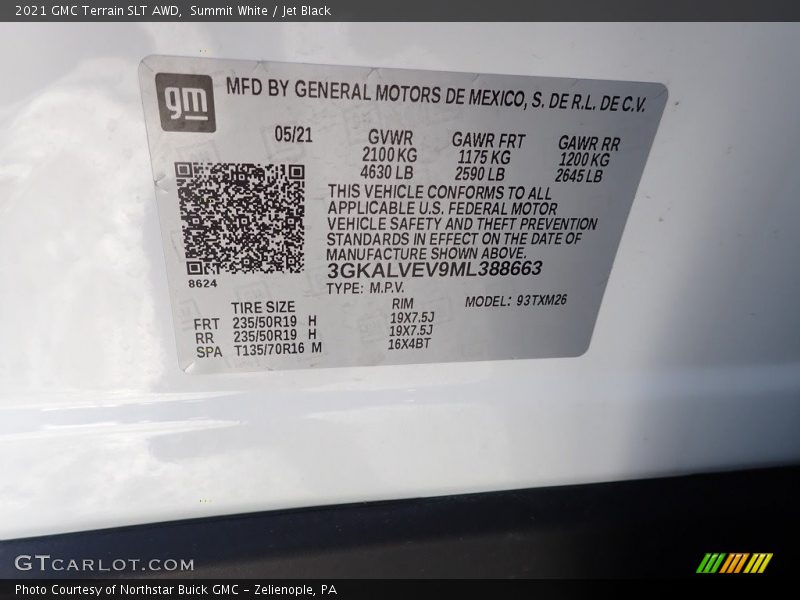 2021 GMC Terrain SLT AWD,  Summit White / Jet Black
gm
MFD BY GENERAL MOTORS DE MEXICO, S. DE R.L. DE C.V.
05/21 GVWR GAWR FRT GAWR RR
2100 KG 1175 KG 1200 KG
4630 LB 2590 LB 2645 LB
THIS VEHICLE CONFORMS TO ALL
APPLICABLE U.S. FEDERAL MOTOR
VEHICLE SAFETY AND THEFT PREVENTION
STANDARDS IN EFFECT ON THE DATE OF
MANUFACTURE SHOWN ABOVE.
3GKALVEV9ML388663
8624
TYPE: M.P.V.
TIRE SIZE RIM MODEL: 93TXM26
FRT 235/50R19 H 19X7.5J
RR 235/50R19 H 19X7.5J
SPA T135/70R16 M 16X4BT
GTCARLOT.COM
Photo Courtesy of Northstar Buick GMC - Zelienople, PA